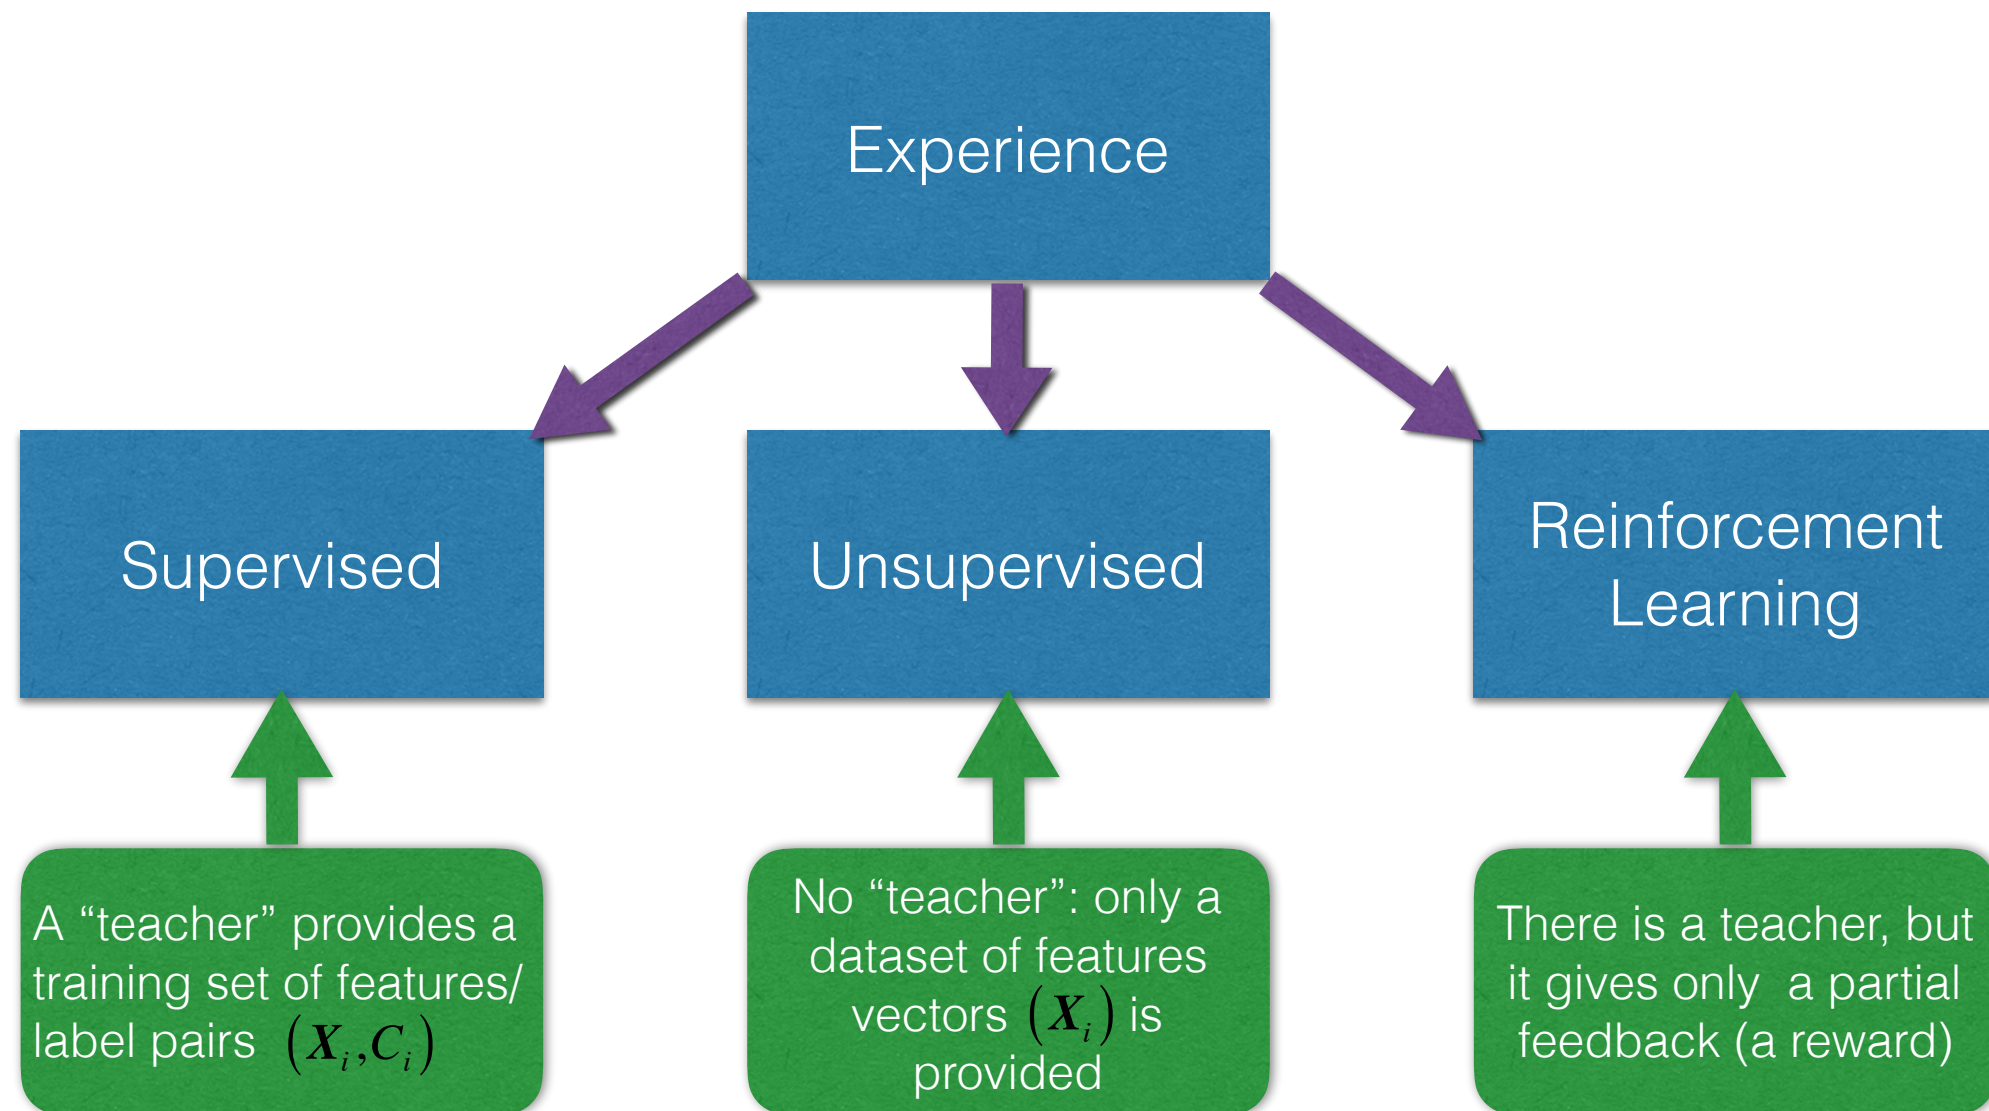 Experience
Supervised
Unsupervised
Reinforcement
Learning
A “teacher” provides a
training set of features/
label pairs (X_i, C_i)
No “teacher”: only a
dataset of features
vectors (X_i) is
provided
There is a teacher, but
it gives only a partial
feedback (a reward)